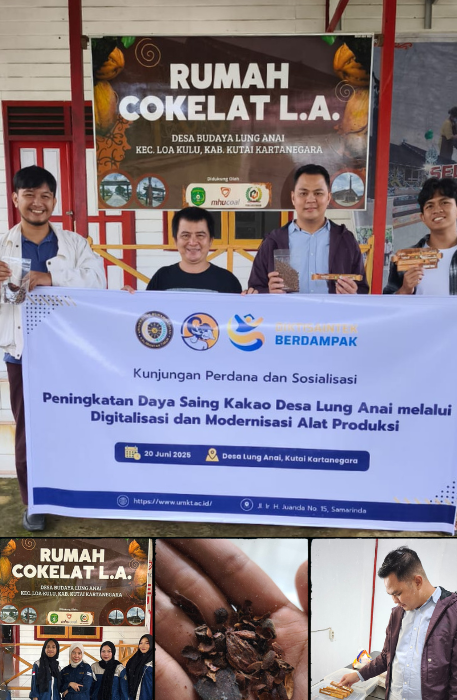 RUMAH
COKELAT L.A.
DESA BUDAYA LUNG ANAI
KEC. LOA KULU, KAB. KUTAI KARTANEGARA
Didukung Oleh
mhucoal
BERDAMPAK
Kunjungan Perdana dan Sosialisasi
Peningkatan Daya Saing Kakao Desa Lung Anai melalui
Digitalisasi dan Modernisasi Alat Produksi
20 Juni 2025
Desa Lung Anai, Kutai Kartanegara
https://www.umkt.ac.id/
Jl. Ir. H. Juanda No. 15, Samarinda
RUMAH
COKELAT L.A.
DESA BUDAYA LUNG ANAI
KEC. LOA KULU, KAB. KUTAI KARTANEGARA